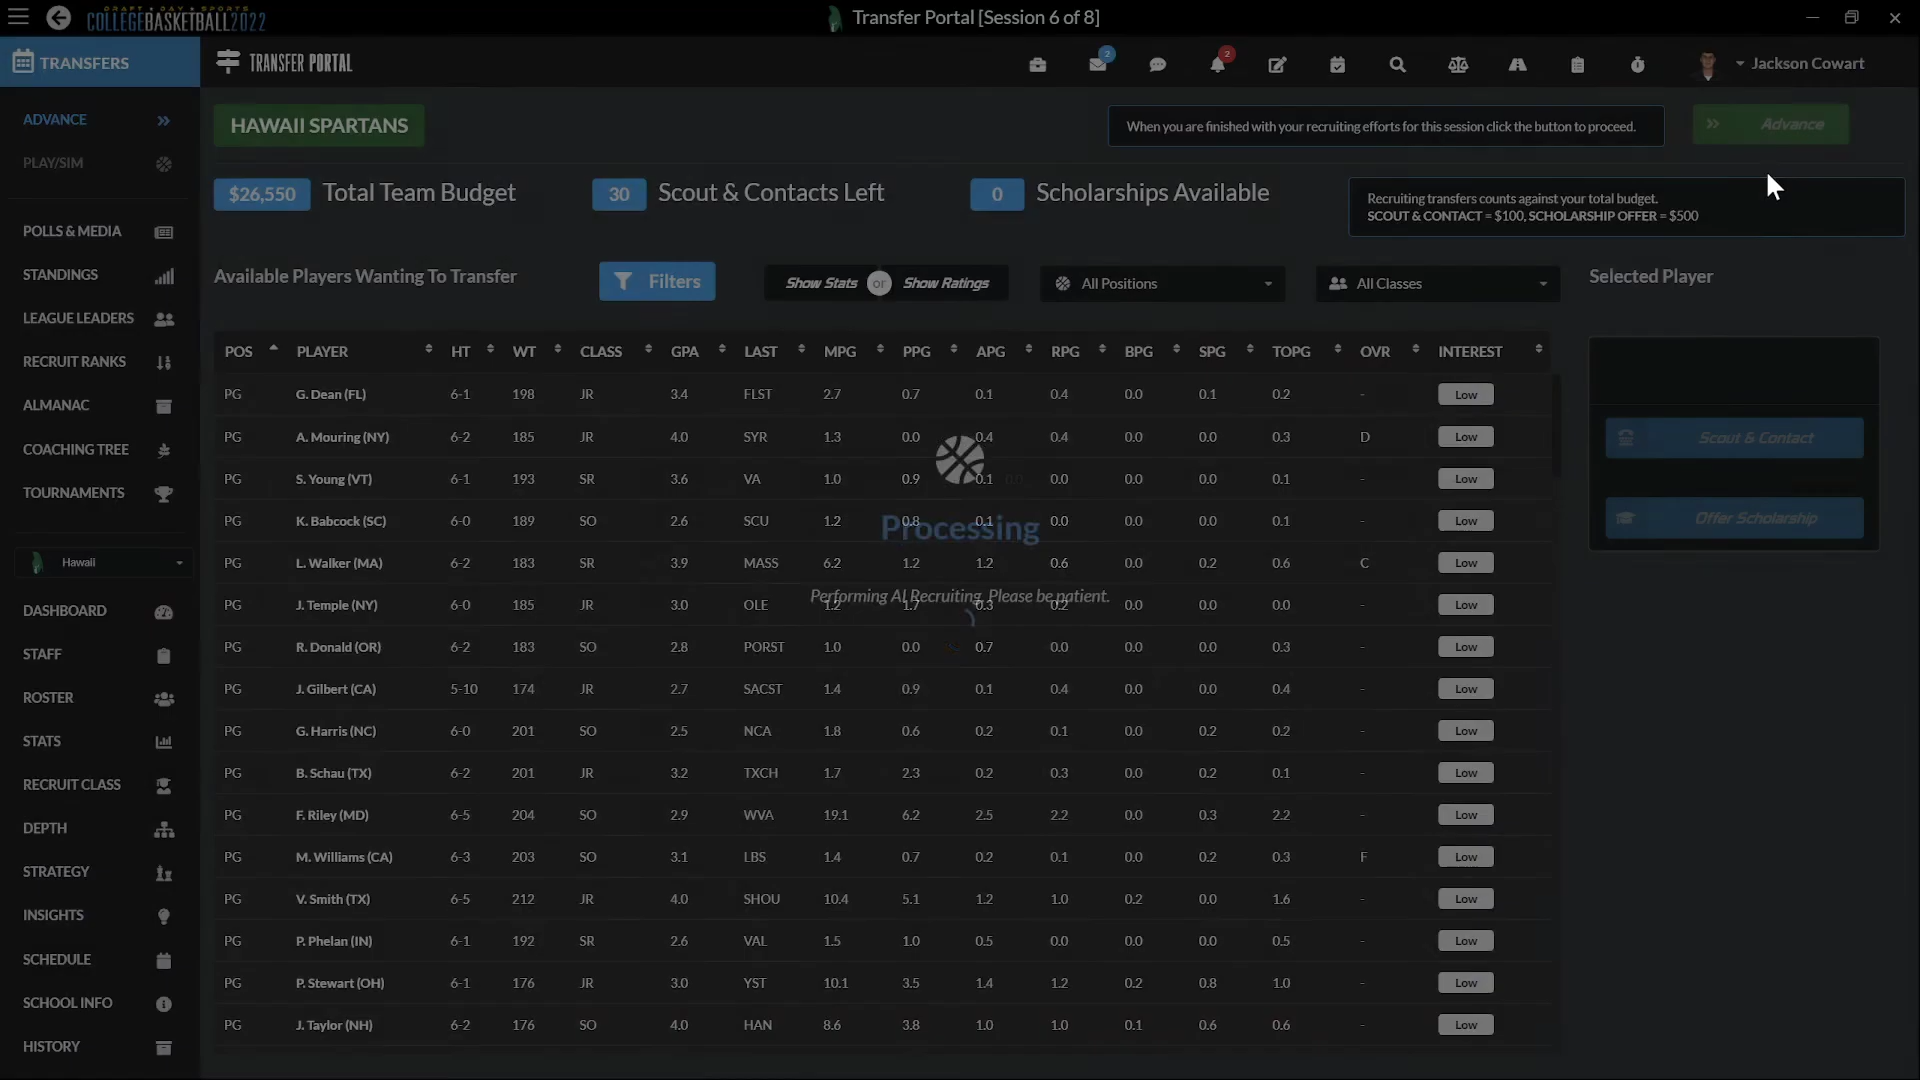 DRAFT DAY SPORTS
COLLEGE BASKETBALL 2022
Transfer Portal [Session 6 of 8]
TRANSFERS
TRANSFER PORTAL
2
2
Jackson Cowart
ADVANCE
PLAY/SIM
POLLS & MEDIA
STANDINGS
LEAGUE LEADERS
RECRUIT RANKS
ALMANAC
COACHING TREE
TOURNAMENTS
Hawaii
DASHBOARD
STAFF
ROSTER
STATS
RECRUIT CLASS
DEPTH
STRATEGY
INSIGHTS
SCHEDULE
SCHOOL INFO
HISTORY
HAWAII SPARTANS
When you are finished with your recruiting efforts for this session click the button to proceed.
Advance
$26,550 Total Team Budget
30 Scout & Contacts Left
0 Scholarships Available
Recruiting transfers counts against your total budget.
SCOUT & CONTACT = $100, SCHOLARSHIP OFFER = $500
Available Players Wanting To Transfer
Filters
Show Stats or Show Ratings
All Positions
All Classes
Selected Player
Scout & Contact
Offer Scholarship
POS PLAYER HT WT CLASS GPA LAST MPG PPG APG RPG BPG SPG TOPG OVR INTEREST
PG G. Dean (FL) 6-1 198 JR 3.4 FLST 2.7 0.7 0.1 0.4 0.0 0.1 0.2 - Low
PG A. Mouring (NY) 6-2 185 JR 4.0 SYR 1.3 0.0 0.4 0.4 0.0 0.0 0.3 D Low
PG S. Young (VT) 6-1 193 SR 3.6 VA 1.0 0.9 0.1 0.0 0.0 0.0 0.1 - Low
PG K. Babcock (SC) 6-0 189 SO 2.6 SCU 1.2 0.8 0.1 0.0 0.0 0.0 0.1 - Low
PG L. Walker (MA) 6-2 183 SR 3.9 MASS 6.2 1.2 1.2 0.6 0.0 0.2 0.6 C Low
PG J. Temple (NY) 6-0 185 JR 3.0 OLE 1.2 1.7 0.3 0.2 0.0 0.0 0.0 - Low
PG R. Donald (OR) 6-2 183 SO 2.8 PORST 1.0 0.0 0.7 0.0 0.0 0.0 0.3 - Low
PG J. Gilbert (CA) 5-10 174 JR 2.7 SACST 1.4 0.9 0.1 0.4 0.0 0.0 0.4 - Low
PG G. Harris (NC) 6-0 201 SO 2.5 NCA 1.8 0.6 0.2 0.1 0.0 0.2 0.2 - Low
PG B. Schau (TX) 6-2 201 JR 3.2 TXCH 1.7 2.3 0.2 0.3 0.0 0.2 0.1 - Low
PG F. Riley (MD) 6-5 204 SO 2.9 WVA 19.1 6.2 2.5 2.2 0.0 0.3 2.2 - Low
PG M. Williams (CA) 6-3 203 SO 3.1 LBS 1.4 0.7 0.2 0.1 0.0 0.2 0.3 F Low
PG V. Smith (TX) 6-5 212 JR 4.0 SHOU 10.4 5.1 1.2 1.0 0.2 0.0 1.6 - Low
PG P. Phelan (IN) 6-1 192 SR 2.6 VAL 1.5 1.0 0.5 0.0 0.0 0.0 0.5 - Low
PG P. Stewart (OH) 6-1 176 JR 3.0 YST 10.1 3.5 1.4 1.2 0.2 0.8 1.0 - Low
PG J. Taylor (NH) 6-2 176 SO 4.0 HAN 8.6 3.8 1.0 1.0 0.1 0.6 0.6 - Low
Processing
Performing AI Recruiting, Please be patient.